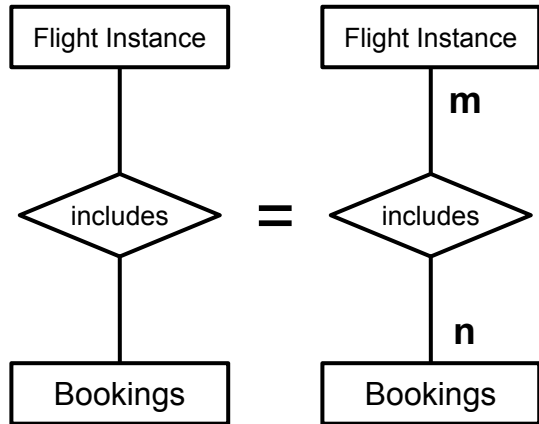 Flight Instance
includes
Bookings
=
Flight Instance
m
includes
n
Bookings